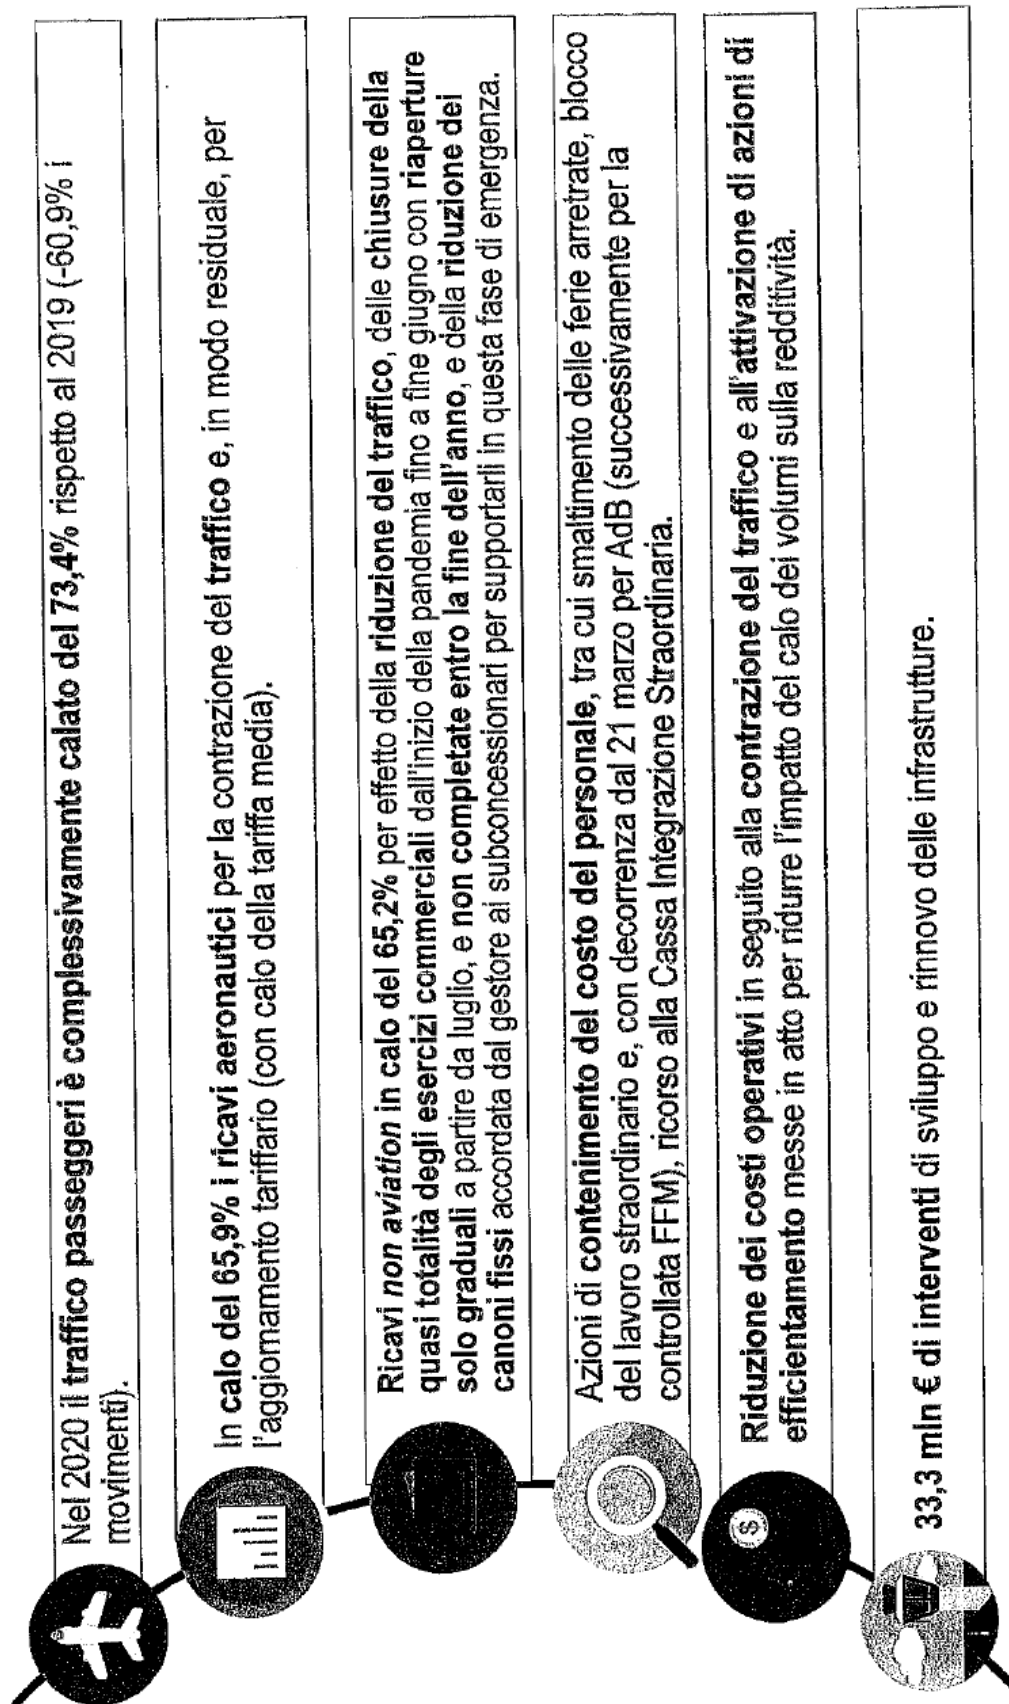 Nel 2020 il traffico passeggeri è complessivamente calato del 73,4% rispetto al 2019 (-60,9% i
movimenti).
In calo del 65,9% i ricavi aeronautici per la contrazione del traffico e, in modo residuale, per
l'aggiornamento tariffario (con calo della tariffa media).
Ricavi non aviation in calo del 65,2% per effetto della riduzione del traffico, delle chiusure della
quasi totalità degli esercizi commerciali dall'inizio della pandemia fino a fine giugno con riaperture
solo graduali a partire da luglio, e non completate entro la fine dell'anno, e della riduzione dei
canoni fissi accordata dal gestore ai subconcessionari per supportarli in questa fase di emergenza.
Azioni di contenimento del costo del personale, tra cui smaltimento delle ferie arretrate, blocco
del lavoro straordinario e, con decorrenza dal 21 marzo per AdB (successivamente per la
controllata FFM), ricorso alla Cassa Integrazione Straordinaria.
Riduzione dei costi operativi in seguito alla contrazione del traffico e all'attivazione di azioni di
efficientamento messe in atto per ridurre l'impatto del calo dei volumi sulla redditività.
$
33,3 mln € di interventi di sviluppo e rinnovo delle infrastrutture.